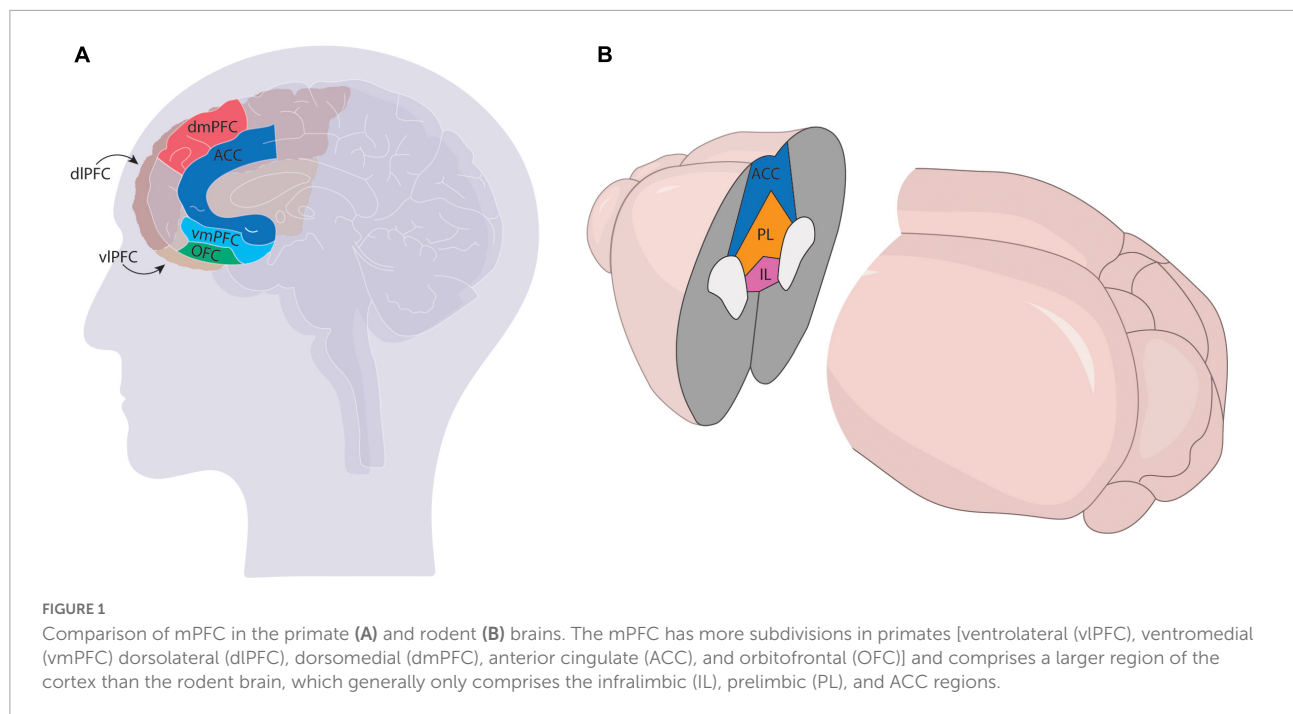 A
dmPFC
ACC
dlPFC
vmPFC
vlPFC
OFC
B
ACC
PL
IL
FIGURE 1
Comparison of mPFC in the primate (A) and rodent (B) brains. The mPFC has more subdivisions in primates [ventrolateral (vlPFC), ventromedial
(vmPFC) dorsolateral (dlPFC), dorsomedial (dmPFC), anterior cingulate (ACC), and orbitofrontal (OFC)] and comprises a larger region of the
cortex than the rodent brain, which generally only comprises the infralimbic (IL), prelimbic (PL), and ACC regions.